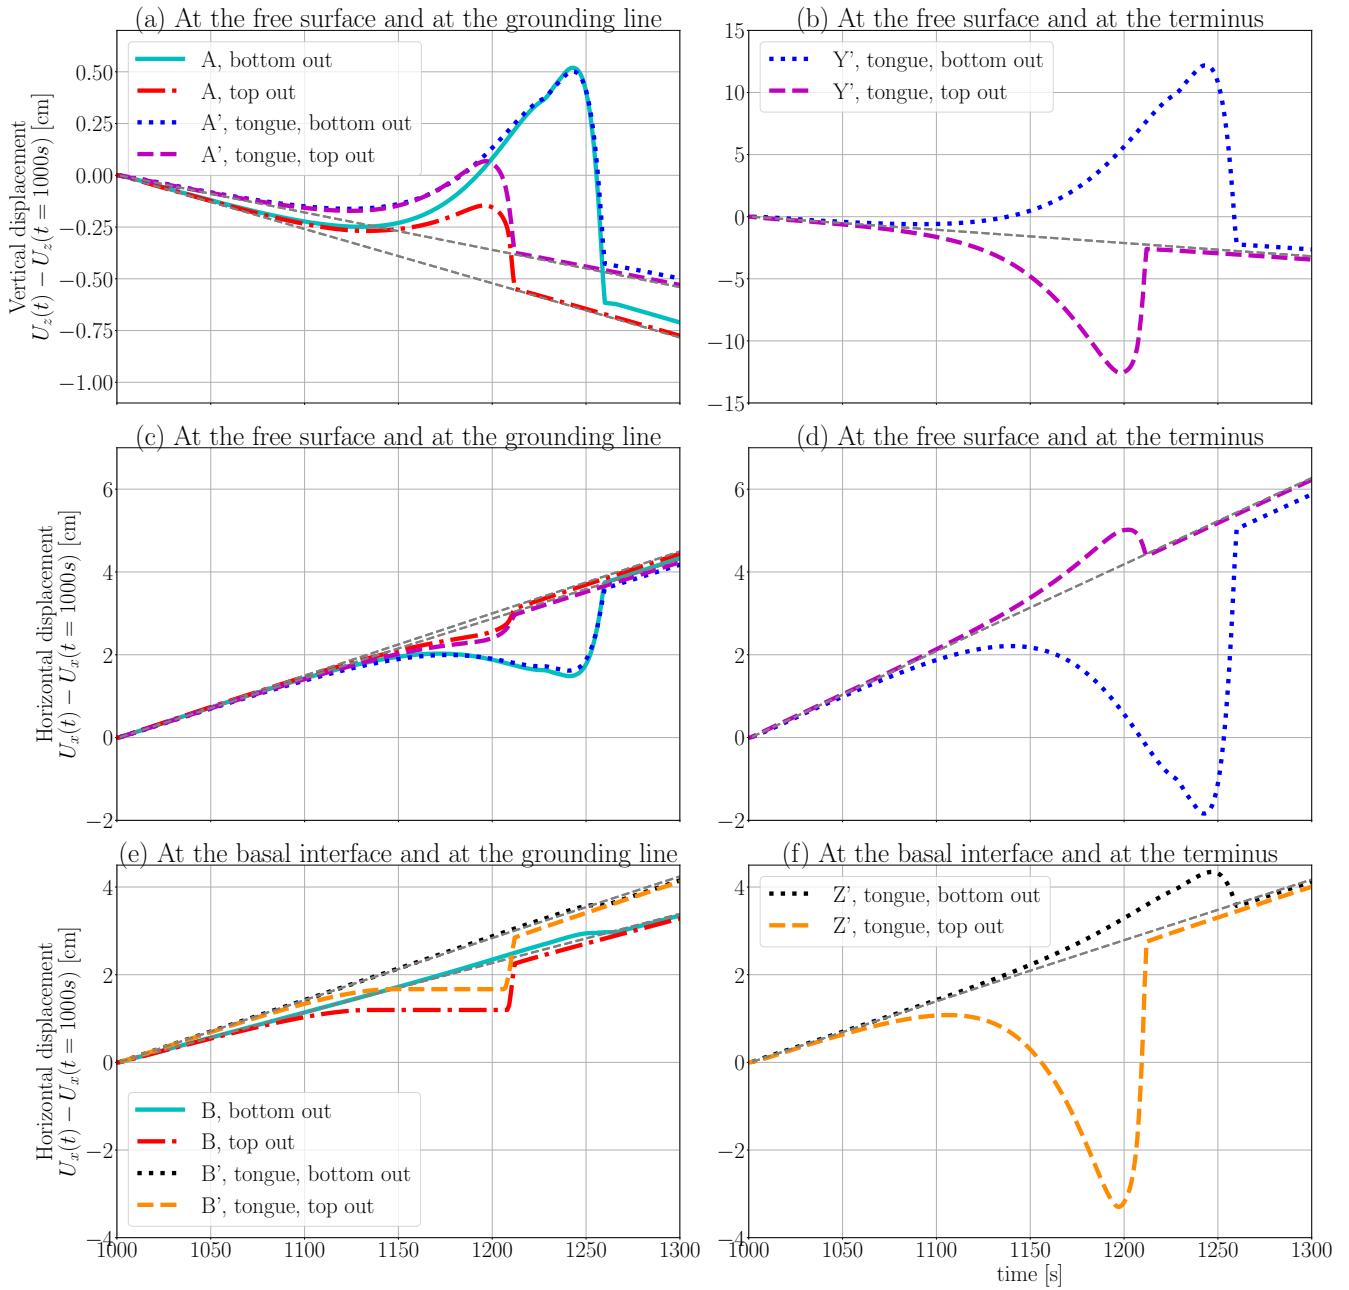 (a) At the free surface and at the grounding line
Vertical displacement
U_z(t) − U_z(t = 1000s) [cm]
0.50
0.25
0.00
−0.25
−0.50
−0.75
−1.00
A, bottom out
A, top out
A', tongue, bottom out
A', tongue, top out
(b) At the free surface and at the terminus
15
10
5
0
−5
−10
−15
Y', tongue, bottom out
Y', tongue, top out
(c) At the free surface and at the grounding line
Horizontal displacement
U_x(t) − U_x(t = 1000s) [cm]
6
4
2
0
−2
(d) At the free surface and at the terminus
6
4
2
0
−2
(e) At the basal interface and at the grounding line
Horizontal displacement
U_x(t) − U_x(t = 1000s) [cm]
4
2
0
−2
−4
B, bottom out
B, top out
B', tongue, bottom out
B', tongue, top out
1000 1050 1100 1150 1200 1250 1300
(f) At the basal interface and at the terminus
4
2
0
−2
−4
Z', tongue, bottom out
Z', tongue, top out
1000 1050 1100 1150 1200 1250 1300
time [s]